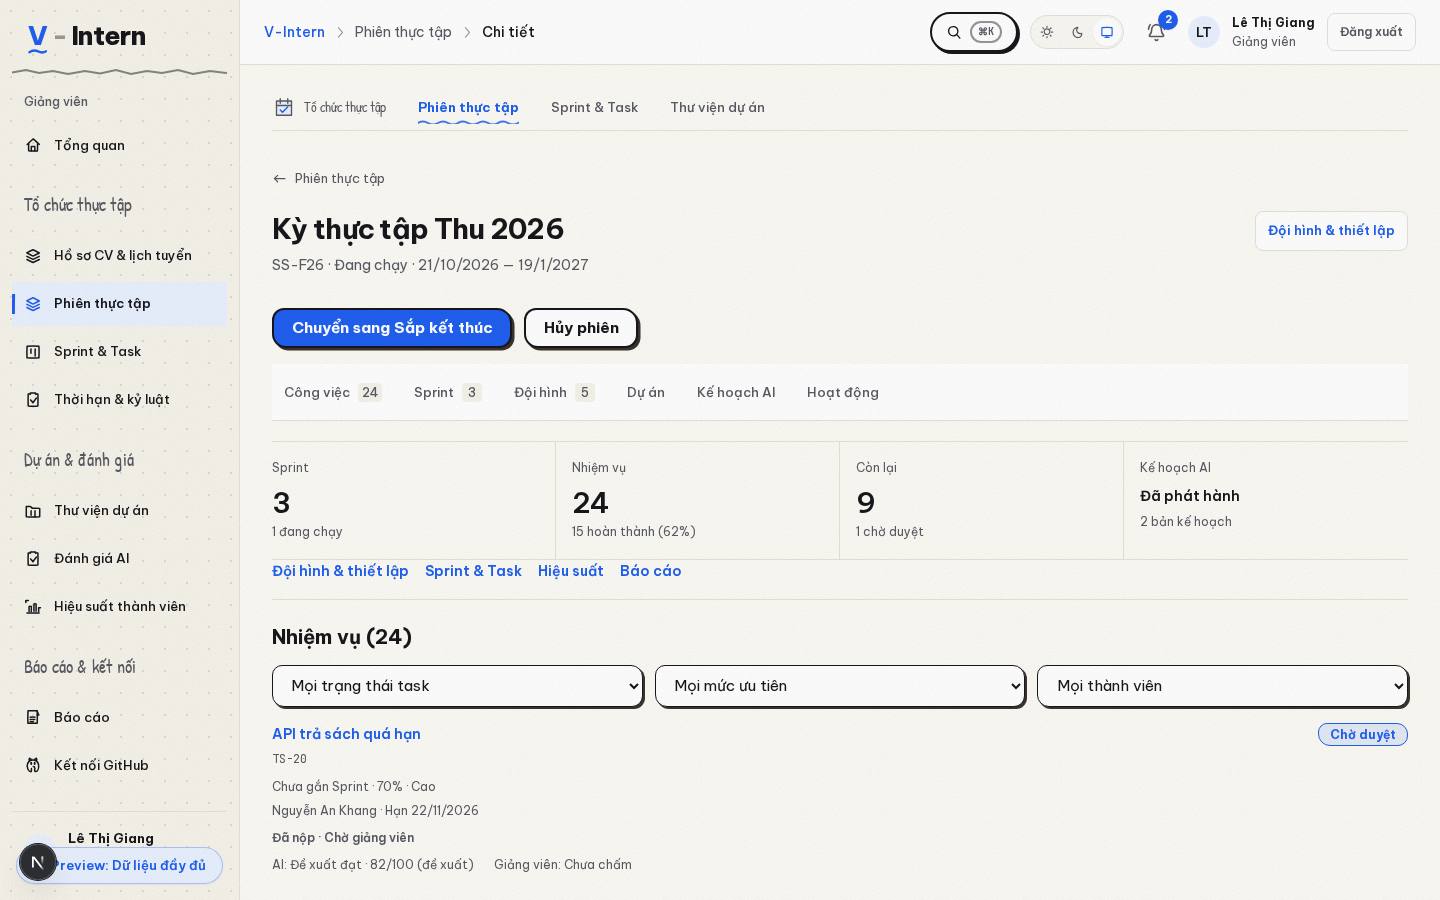 V - Intern
Giảng viên
Tổng quan
Tổ chức thực tập
Hồ sơ CV & lịch tuyển
Phiên thực tập
Sprint & Task
Thời hạn & kỷ luật
Dự án & đánh giá
Thư viện dự án
Đánh giá AI
Hiệu suất thành viên
Báo cáo & kết nối
Báo cáo
Kết nối GitHub
Lê Thị Giang
N
review: Dữ liệu đầy đủ
V-Intern
Phiên thực tập
Chi tiết
⌘K
2
LT
Lê Thị Giang
Giảng viên
Đăng xuất
Tổ chức thực tập
Phiên thực tập
Sprint & Task
Thư viện dự án
← Phiên thực tập
Kỳ thực tập Thu 2026
Đội hình & thiết lập
SS-F26 · Đang chạy · 21/10/2026 — 19/1/2027
Chuyển sang Sắp kết thúc
Hủy phiên
Công việc 24
Sprint 3
Đội hình 5
Dự án
Kế hoạch AI
Hoạt động
Sprint
3
1 đang chạy
Nhiệm vụ
24
15 hoàn thành (62%)
Còn lại
9
1 chờ duyệt
Kế hoạch AI
Đã phát hành
2 bản kế hoạch
Đội hình & thiết lập
Sprint & Task
Hiệu suất
Báo cáo
Nhiệm vụ (24)
Mọi trạng thái task
Mọi mức ưu tiên
Mọi thành viên
API trả sách quá hạn
Chờ duyệt
TS-20
Chưa gắn Sprint · 70% · Cao
Nguyễn An Khang · Hạn 22/11/2026
Đã nộp · Chờ giảng viên
AI: Đề xuất đạt · 82/100 (đề xuất)
Giảng viên: Chưa chấm